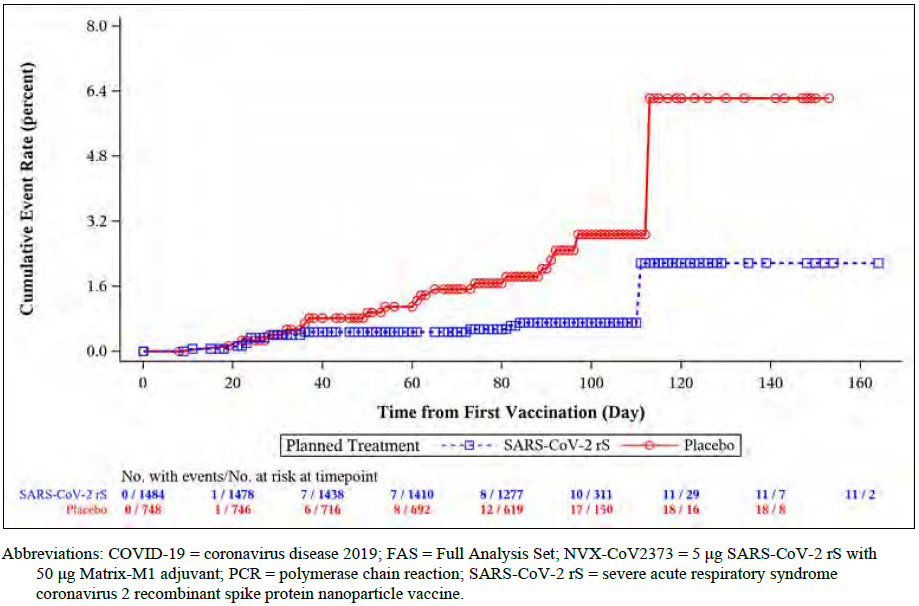 8.0
6.4
4.8
3.2
1.6
0.0
Cumulative Event Rate (percent)
0 20 40 60 80 100 120 140 160
Time from First Vaccination (Day)
Planned Treatment SARS-CoV-2 rS Placebo
No. with events/No. at risk at timepoint
SARS-CoV-2 rS 0 / 1484 1 / 1478 7 / 1438 7 / 1410 8 / 1277 10 / 311 11 / 29 11 / 7 11 / 2
Placebo 0 / 748 1 / 746 6 / 716 8 / 692 12 / 619 17 / 150 18 / 16 18 / 8
Abbreviations: COVID-19 = coronavirus disease 2019; FAS = Full Analysis Set; NVX-CoV2373 = 5 μg SARS-CoV-2 rS with
50 μg Matrix-M1 adjuvant; PCR = polymerase chain reaction; SARS-CoV-2 rS = severe acute respiratory syndrome
coronavirus 2 recombinant spike protein nanoparticle vaccine.